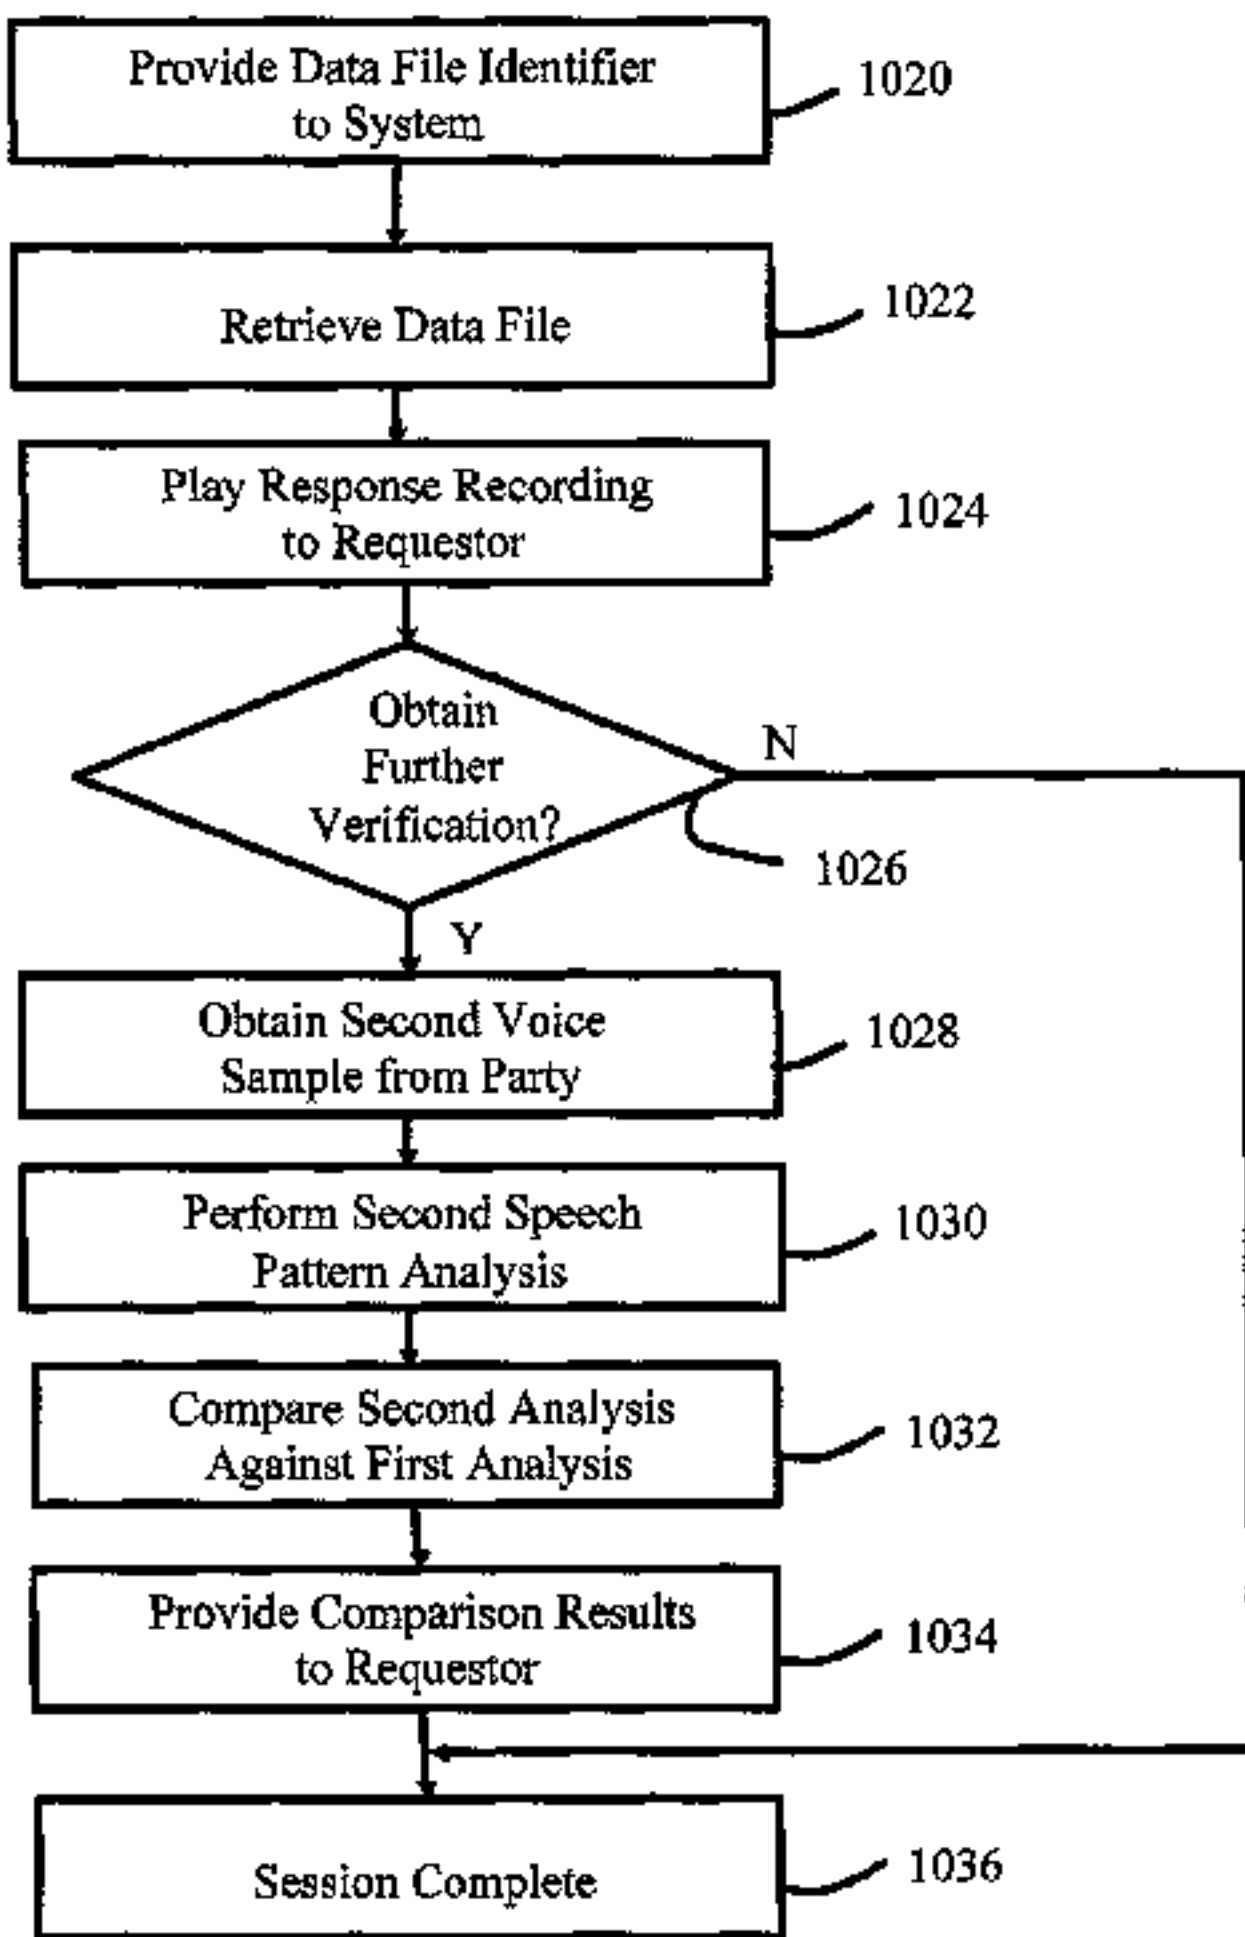 Provide Data File Identifier
to System
1020
Retrieve Data File
1022
Play Response Recording
to Requestor
1024
Obtain
Further
Verification?
N
1026
Y
Obtain Second Voice
Sample from Party
1028
Perform Second Speech
Pattern Analysis
1030
Compare Second Analysis
Against First Analysis
1032
Provide Comparison Results
to Requestor
1034
Session Complete
1036